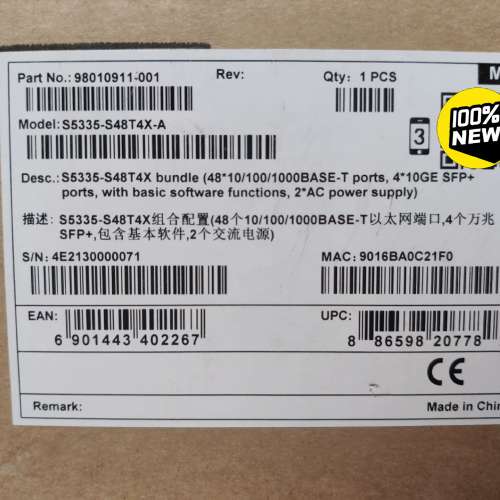 Part No.: 98010911-001 Rev: Qty: 1 PCS
Model: S5335-S48T4X-A
3
100%
NEW
Desc.: S5335-S48T4X bundle (48*10/100/1000BASE-T ports, 4*10GE SFP+
ports, with basic software functions, 2*AC power supply)
描述: S5335-S48T4X组合配置(48个10/100/1000BASE-T以太网端口,4个万兆
SFP+,包含基本软件,2个交流电源)
S/N: 4E2130000071 MAC: 9016BA0C21F0
EAN: UPC:
6 901443 402267 8 86598 20778
CE
Remark: Made in Chin